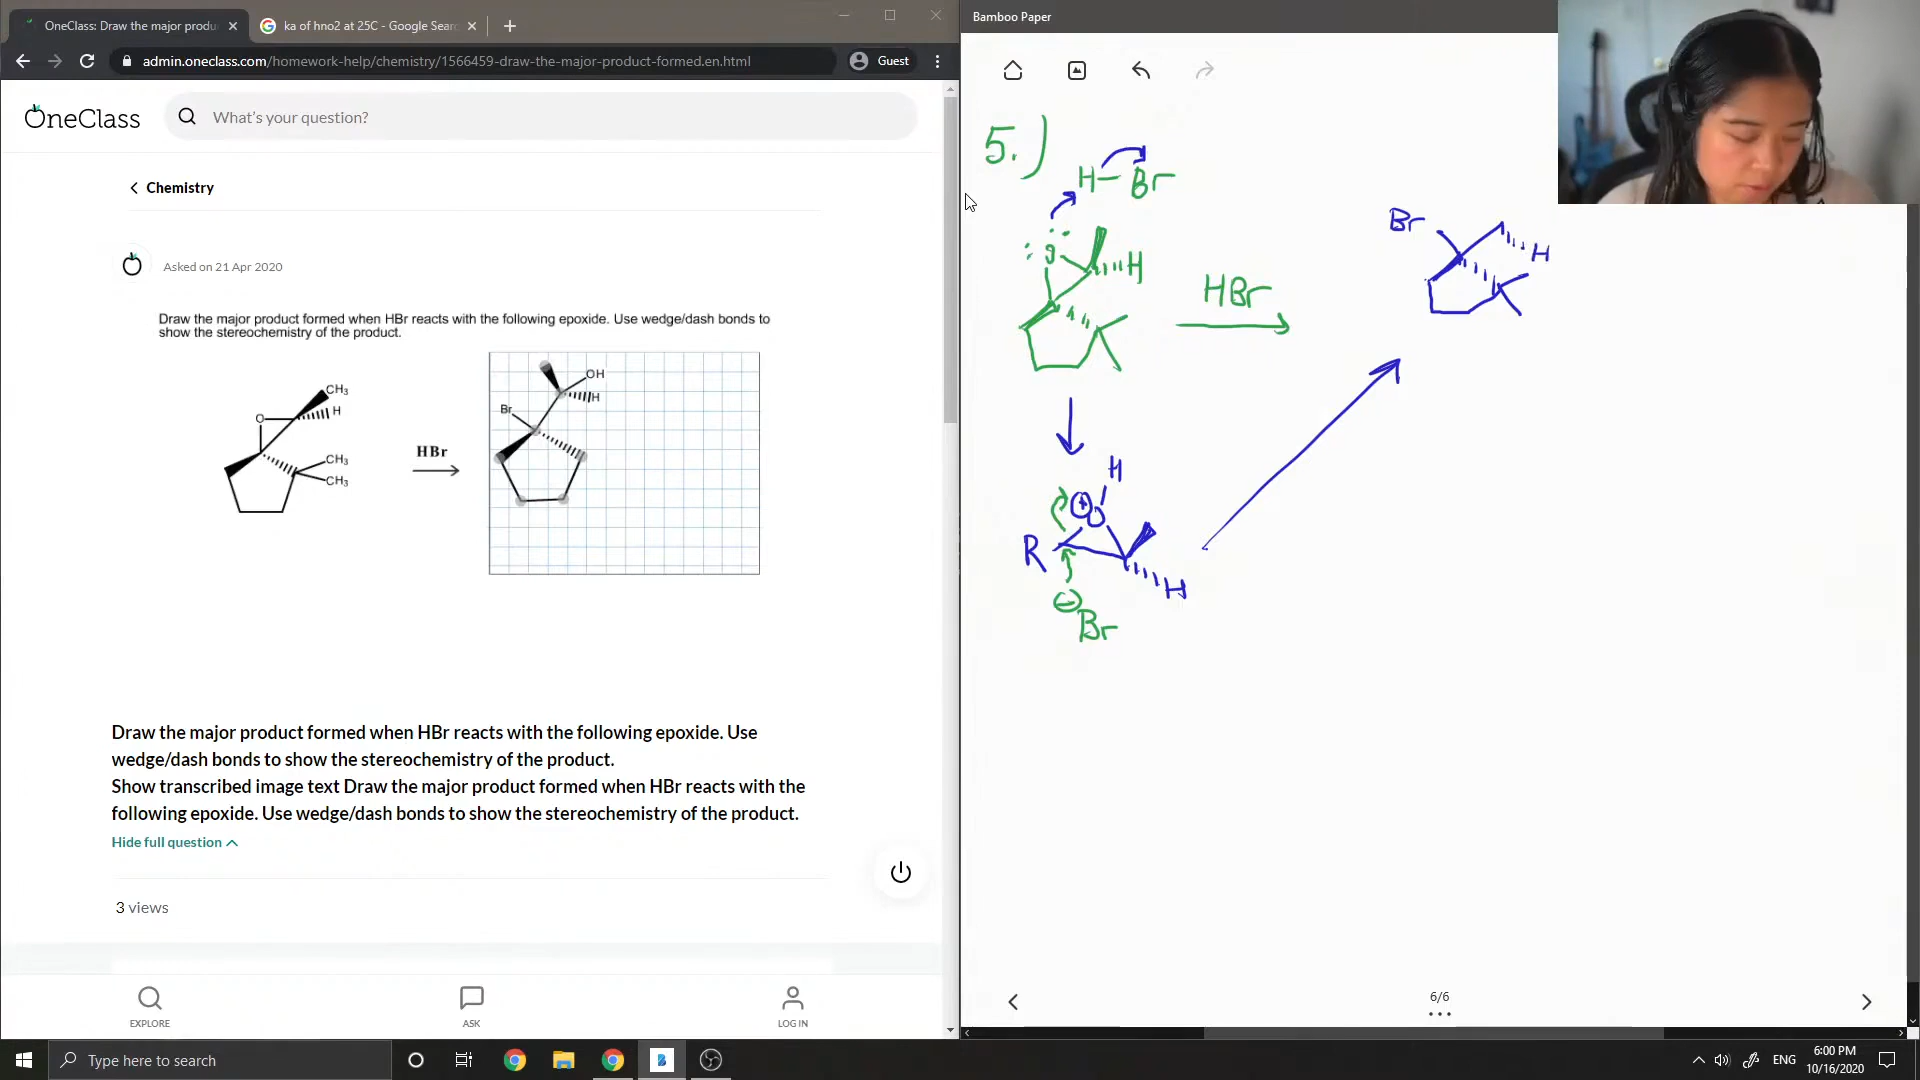 OneClass: Draw the major produ
ka of hno2 at 25C - Google Sear
admin.oneclass.com/homework-help/chemistry/1566459-draw-the-major-product-formed.en.html
Guest
OneClass
What's your question?
Chemistry
Asked on 21 Apr 2020
Draw the major product formed when HBr reacts with the following epoxide. Use wedge/dash bonds to
show the stereochemistry of the product.
O
CH3
H
CH3
CH3
HBr
OH
H
Br
Draw the major product formed when HBr reacts with the following epoxide. Use
wedge/dash bonds to show the stereochemistry of the product.
Show transcribed image text Draw the major product formed when HBr reacts with the
following epoxide. Use wedge/dash bonds to show the stereochemistry of the product.
Hide full question
3 views
EXPLORE
ASK
LOG IN
Bamboo Paper
5.)
H-Br
:O:
H
HBr
H
+
O
R
H
-
Br
Br
H
6/6
Type here to search
ENG
6:00 PM
10/16/2020